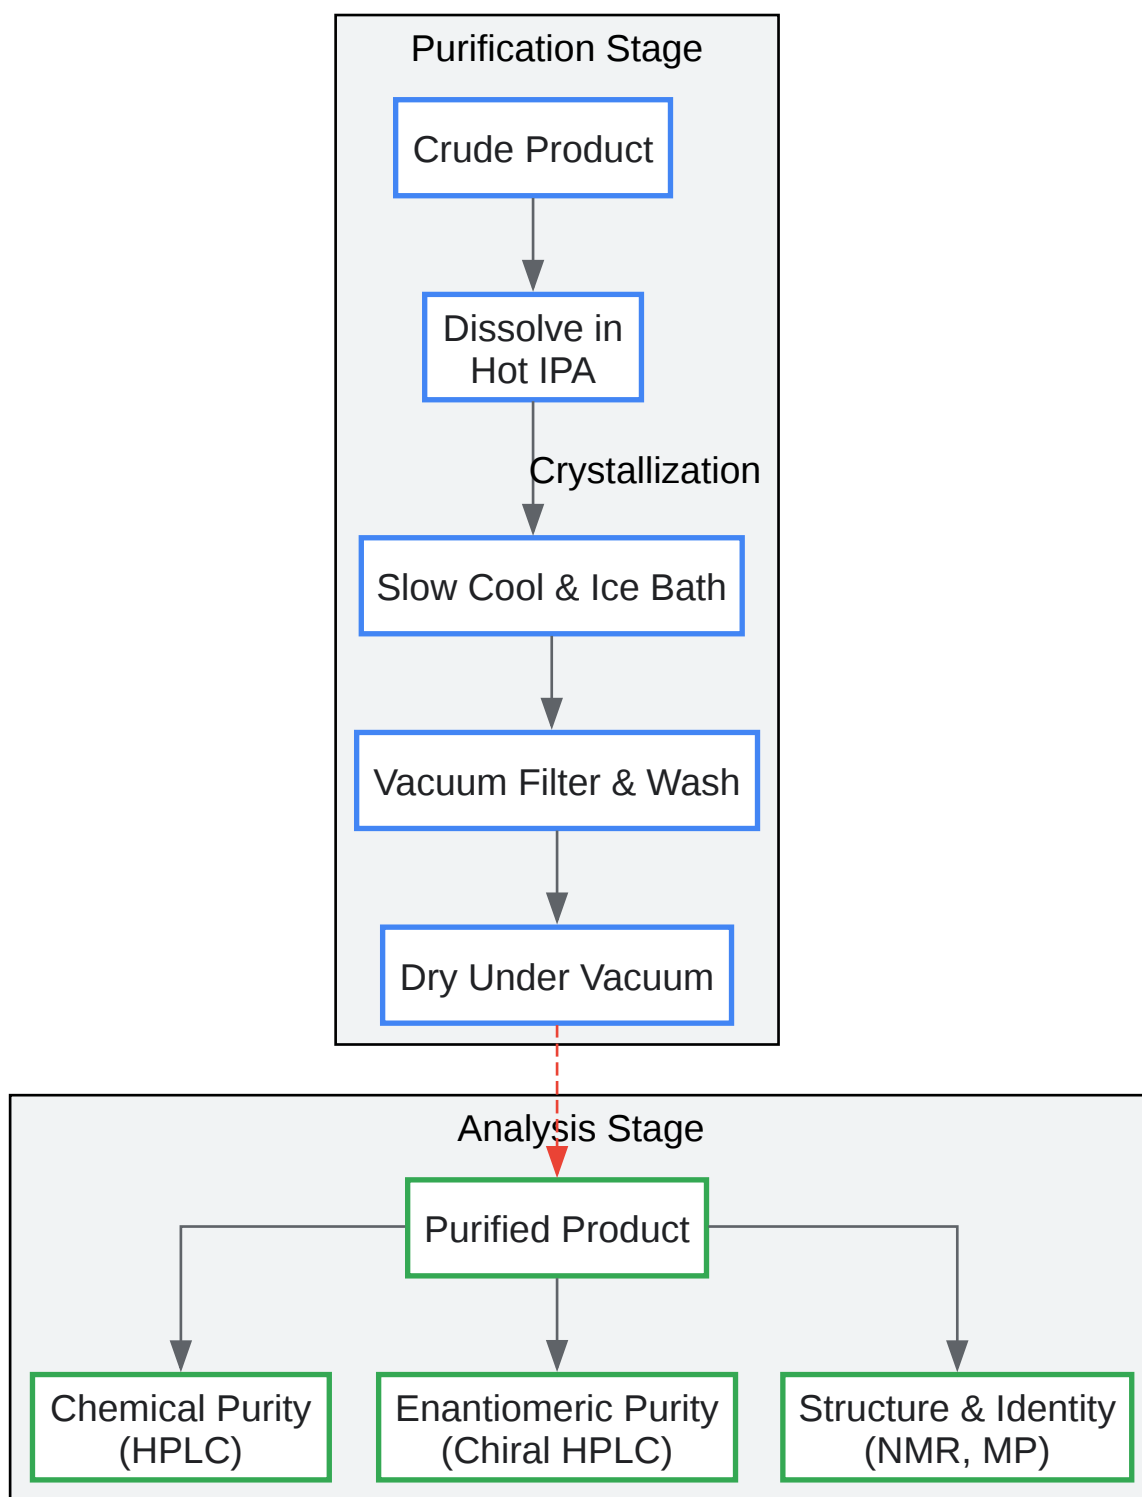 Purification Stage
Crude Product
Dissolve in
Hot IPA
Crystallization
Slow Cool & Ice Bath
Vacuum Filter & Wash
Dry Under Vacuum
Analysis Stage
Purified Product
Chemical Purity
(HPLC)
Enantiomeric Purity
(Chiral HPLC)
Structure & Identity
(NMR, MP)